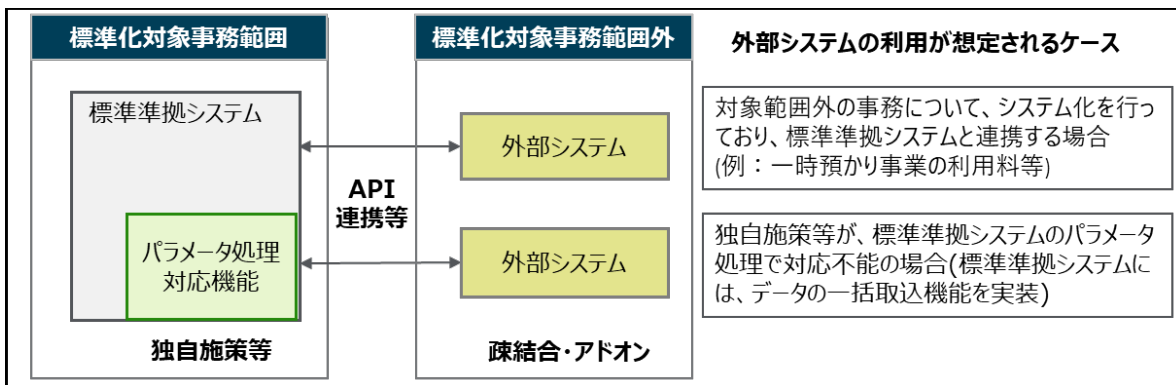 標準化対象事務範囲
標準準拠システム
パラメータ処理
対応機能
独自施策等
API
連携等
標準化対象事務範囲外
外部システム
外部システム
疎結合・アドオン
外部システムの利用が想定されるケース
対象範囲外の事務について、システム化を行っ
ており、標準準拠システムと連携する場合
(例：一時預かり事業の利用料等)
独自施策等が、標準準拠システムのパラメータ
処理で対応不能の場合(標準準拠システムに
は、データの一括取込機能を実装)